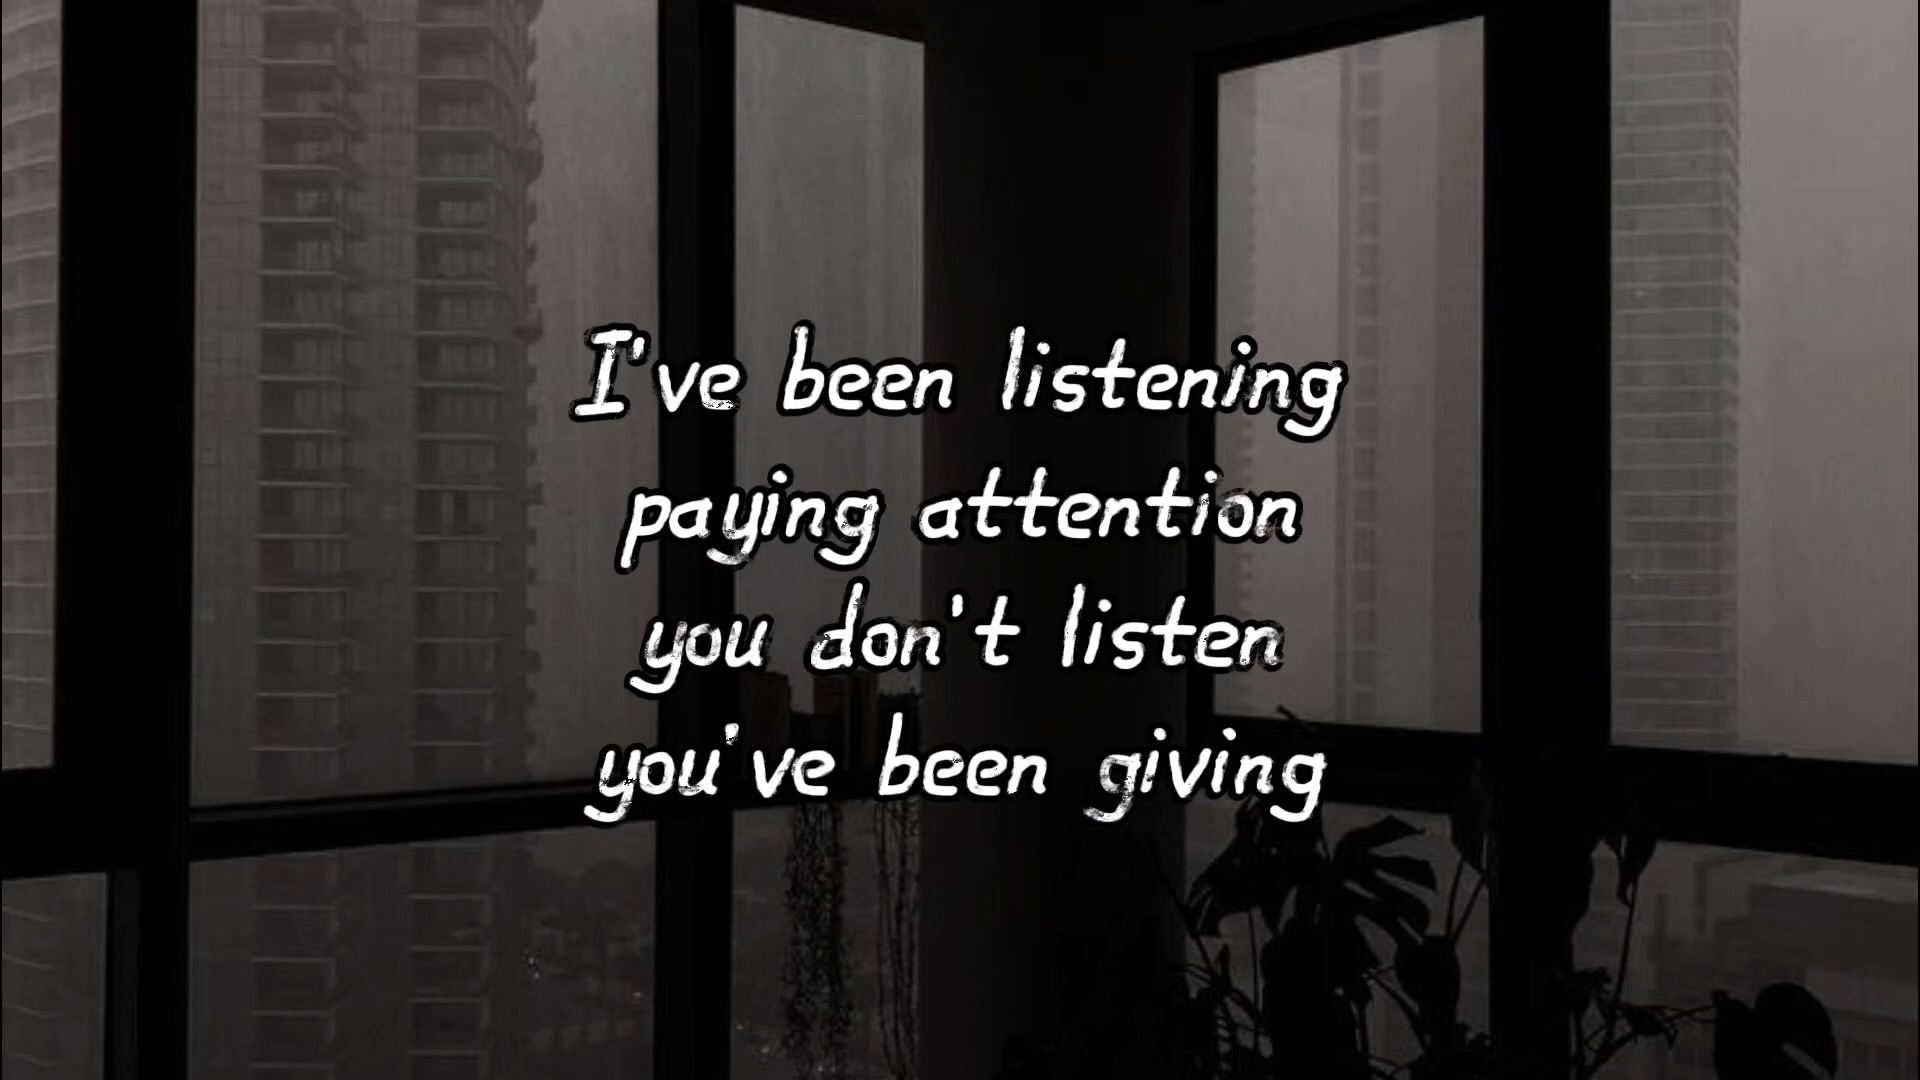 I've been listening
paying attention
you don't listen
you've been giving